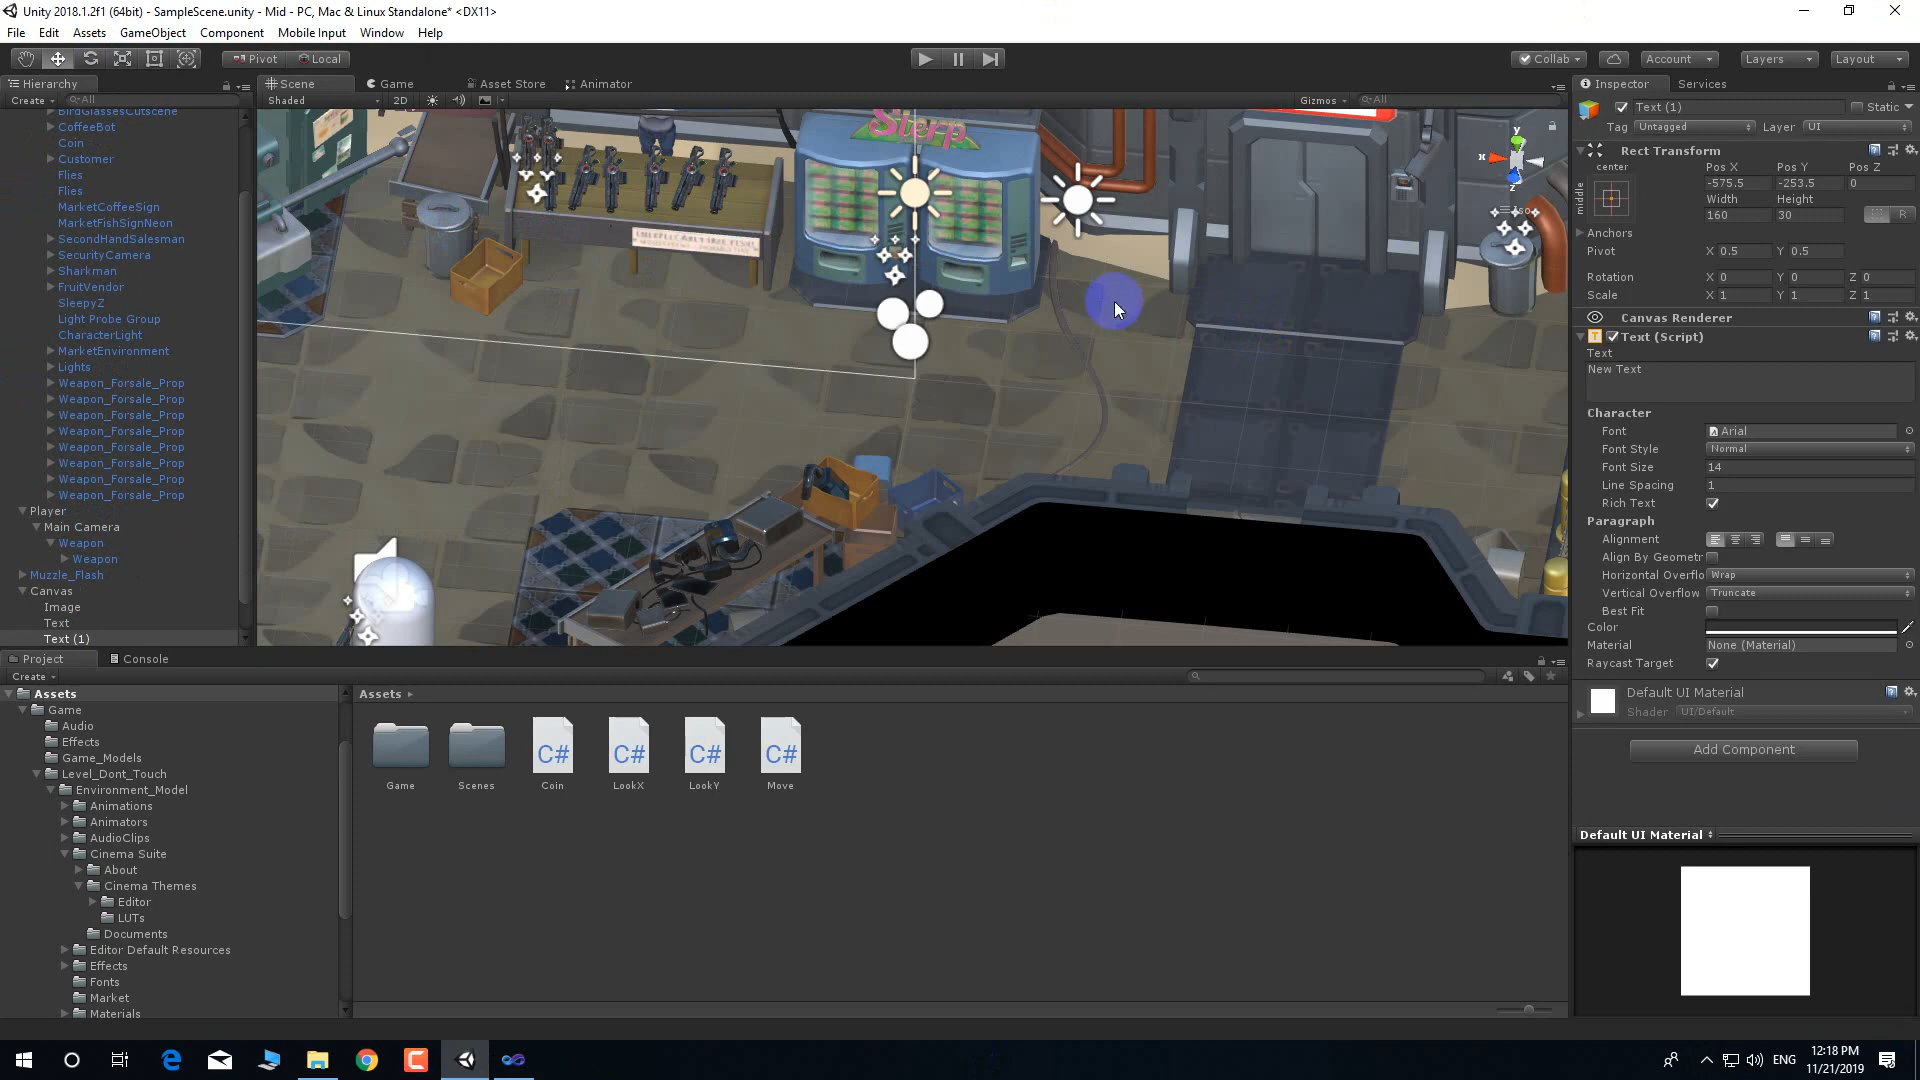 Unity 2018.1.2f1 (64bit) - SampleScene.unity - Mid - PC, Mac & Linux Standalone* <DX11>
File Edit Assets GameObject Component Mobile Input Window Help
Pivot Local Collab Account Layers Layout
Hierarchy
Create All
BirdGlassesCutscene
CoffeeBot
Coin
Customer
Flies
Flies
MarketCoffeeSign
MarketFishSignNeon
SecondHandSalesman
SecurityCamera
Sharkman
FruitVendor
SleepyZ
Light Probe Group
CharacterLight
MarketEnvironment
Lights
Weapon_Forsale_Prop
Weapon_Forsale_Prop
Weapon_Forsale_Prop
Weapon_Forsale_Prop
Weapon_Forsale_Prop
Weapon_Forsale_Prop
Weapon_Forsale_Prop
Weapon_Forsale_Prop
Player
Main Camera
Weapon
Weapon
Muzzle_Flash
Canvas
Image
Text
Text (1)
Scene Game Asset Store Animator
Shaded 2D Gizmos All
Slerp
y
x
z
Iso
Inspector Services
Text (1) Static
Tag Untagged Layer UI
Rect Transform
center Pos X Pos Y Pos Z
middle -575.5 -253.5 0
Width Height
160 30 R
Anchors
Pivot X 0.5 Y 0.5
Rotation X 0 Y 0 Z 0
Scale X 1 Y 1 Z 1
Canvas Renderer
Text (Script)
Text
New Text
Character
Font Arial
Font Style Normal
Font Size 14
Line Spacing 1
Rich Text
Paragraph
Alignment
Align By Geometr
Horizontal Overflo Wrap
Vertical Overflow Truncate
Best Fit
Color
Material None (Material)
Raycast Target
Default UI Material
Shader UI/Default
Add Component
Default UI Material
Project Console
Create
Assets
Game
Audio
Effects
Game_Models
Level_Dont_Touch
Environment_Model
Animations
Animators
AudioClips
Cinema Suite
About
Cinema Themes
Editor
LUTs
Documents
Editor Default Resources
Effects
Fonts
Market
Materials
Assets
C# C# C# C#
Game Scenes Coin LookX LookY Move
ENG
12:18 PM
11/21/2019